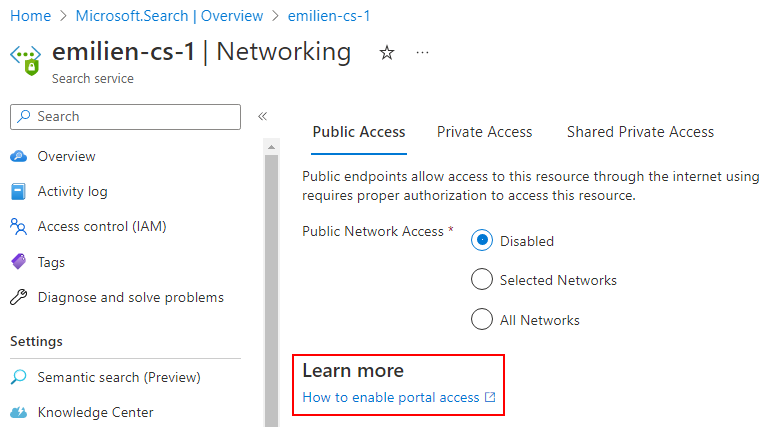 Home > Microsoft.Search | Overview > emilien-cs-1
emilien-cs-1 | Networking
Search service
Search
Overview
Activity log
Access control (IAM)
Tags
Diagnose and solve problems
Settings
Semantic search (Preview)
Knowledge Center
Public Access Private Access Shared Private Access
Public endpoints allow access to this resource through the internet using
requires proper authorization to access this resource.
Public Network Access *
Disabled
Selected Networks
All Networks
Learn more
How to enable portal access